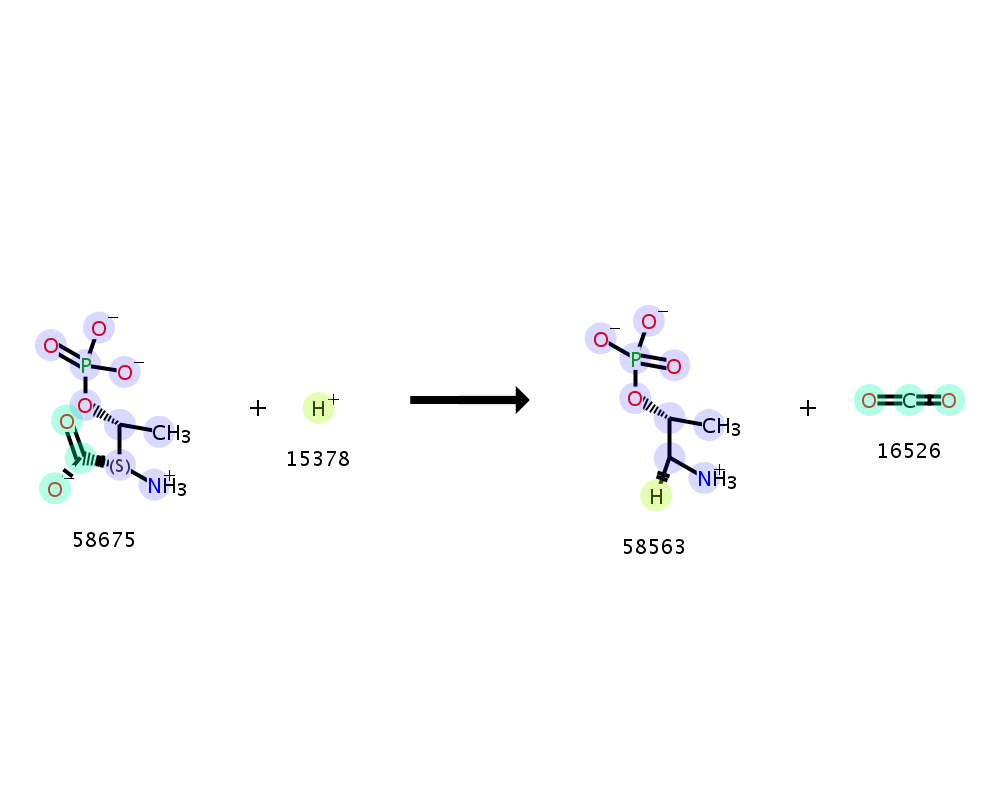 O⁻
O
P
O⁻
O
O
CH₃
(S)
O⁻
NH₃⁺
58675
+
H⁺
15378
O⁻
O⁻
P
O
O
CH₃
NH₃⁺
H
58563
+
O C O
16526